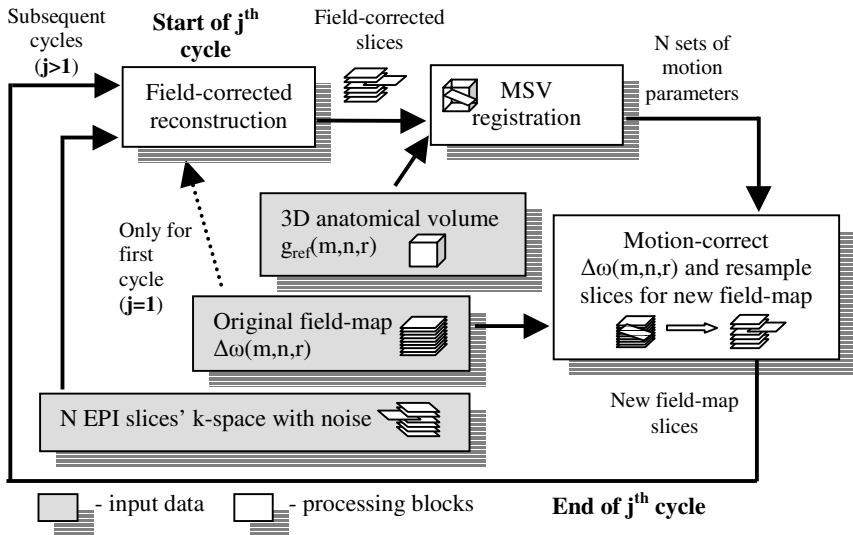 Subsequent
cycles
(j>1)
Start of jth
cycle
Field-corrected
slices
N sets of
motion
parameters
Field-corrected
reconstruction
MSV
registration
Only for
first
cycle
(j=1)
3D anatomical volume
gref(m,n,r)
Motion-correct
Δω(m,n,r) and resample
slices for new field-map
Original field-map
Δω(m,n,r)
N EPI slices’ k-space with noise
New field-map
slices
- input data
- processing blocks
End of jth cycle